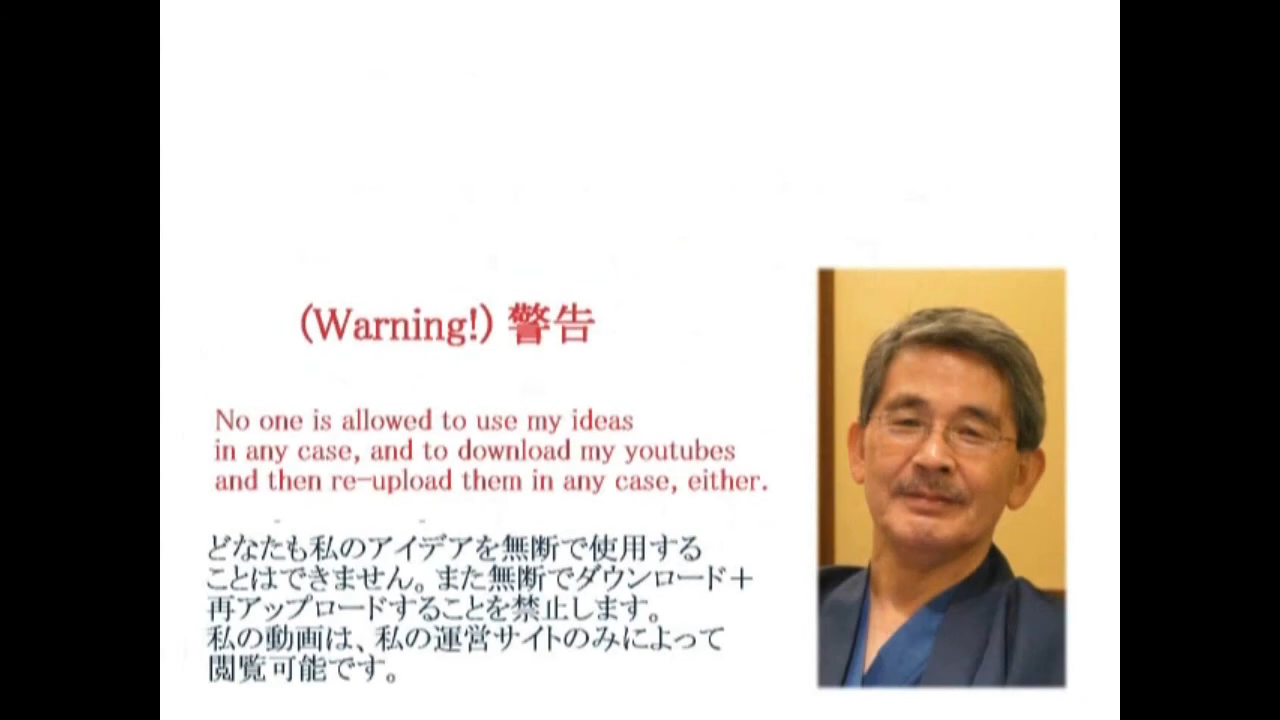 (Warning!) 警告
No one is allowed to use my ideas
in any case, and to download my youtubes
and then re-upload them in any case, either.
どなたも私のアイデアを無断で使用する
ことはできません。また無断でダウンロード＋
再アップロードすることを禁止します。
私の動画は、私の運営サイトのみによって
閲覧可能です。